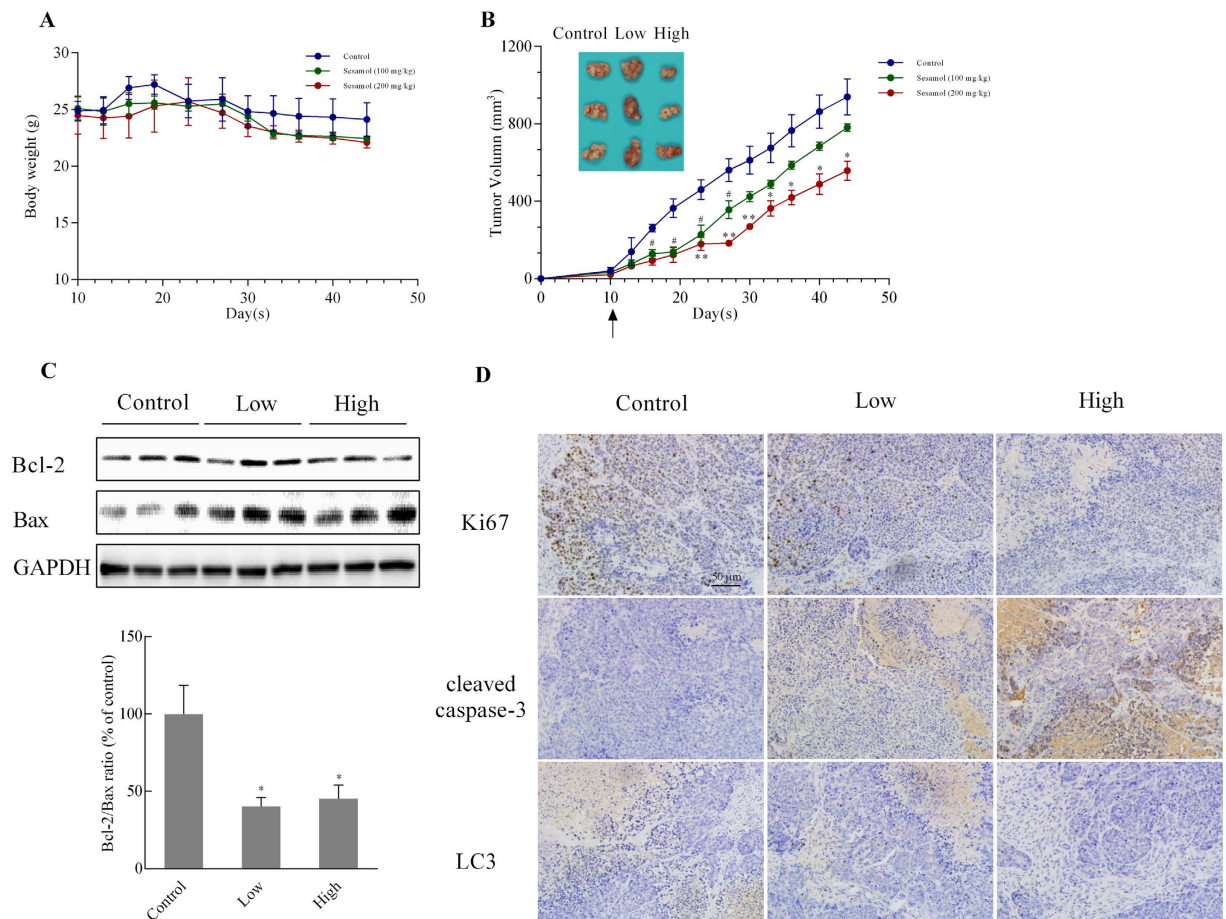 A
30
25
20
15
10
Body weight (g)
10 20 30 40 50
Day(s)
Control
Sesamol (100 mg/kg)
Sesamol (200 mg/kg)
B
Control Low High
1200
800
400
0
Tumor Volumn (mm³)
0 10 20 30 40 50
Day(s)
Control
Sesamol (100 mg/kg)
Sesamol (200 mg/kg)
# # # #
** ** ** * * * *
C
Control Low High
Bcl-2
Bax
GAPDH
150
100
50
0
Bcl-2/Bax ratio (% of control)
* *
Control Low High
D
Control Low High
Ki67
50 μm
cleaved
caspase-3
LC3